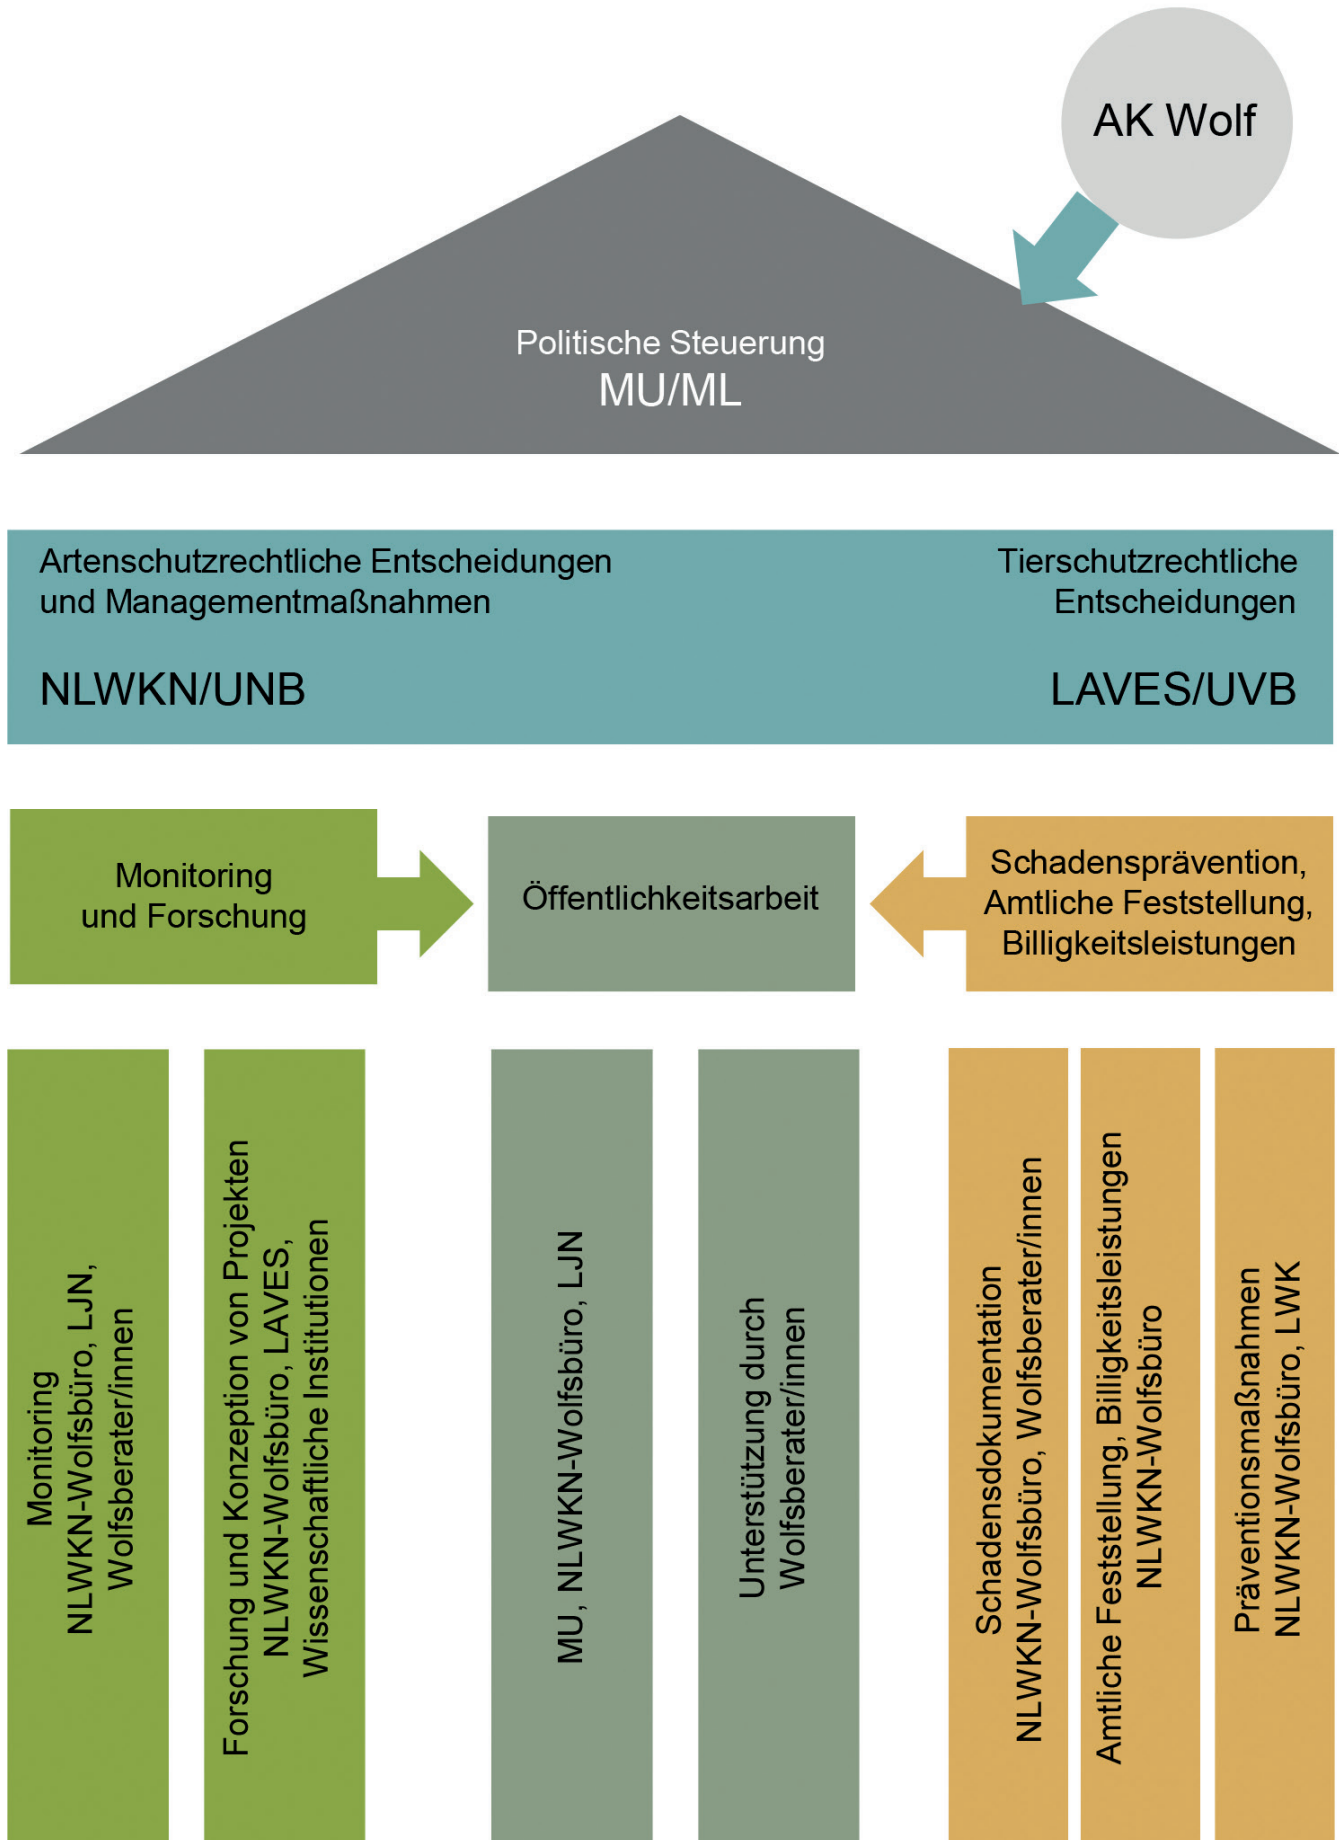 AK Wolf
Politische Steuerung
MU/ML
Artenschutzrechtliche Entscheidungen
und Managementmaßnahmen
NLWKN/UNB
Tierschutzrechtliche
Entscheidungen
LAVES/UVB
Monitoring
und Forschung
Öffentlichkeitsarbeit
Schadensprävention,
Amtliche Feststellung,
Billigkeitsleistungen
Monitoring
NLWKN-Wolfsbüro, LJN,
Wolfsberater/innen
Forschung und Konzeption von Projekten
NLWKN-Wolfsbüro, LAVES,
Wissenschaftliche Institutionen
MU, NLWKN-Wolfsbüro, LJN
Unterstützung durch
Wolfsberater/innen
Schadensdokumentation
NLWKN-Wolfsbüro, Wolfsberater/innen
Amtliche Feststellung, Billigkeitsleistungen
NLWKN-Wolfsbüro
Präventionsmaßnahmen
NLWKN-Wolfsbüro, LWK